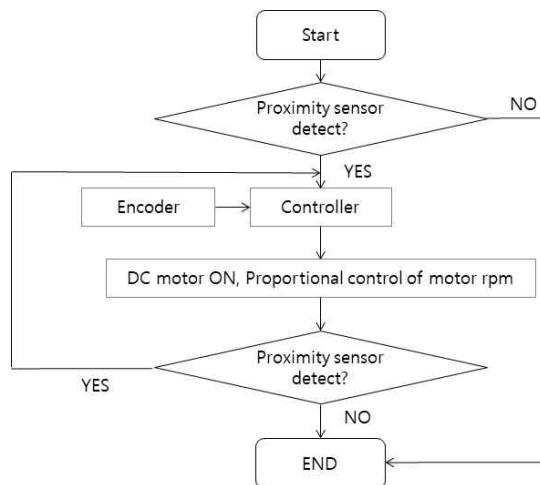 Start
Proximity sensor
detect?
NO
YES
Encoder
Controller
DC motor ON, Proportional control of motor rpm
Proximity sensor
detect?
YES
NO
END